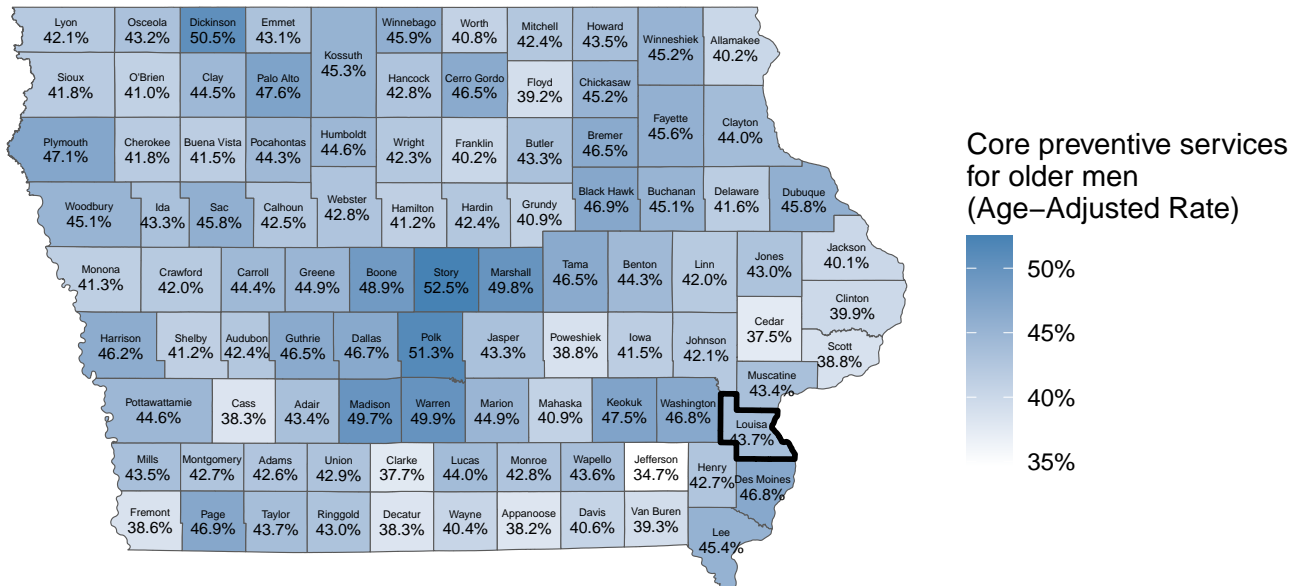 Lyon
42.1%
Osceola
43.2%
Dickinson
50.5%
Emmet
43.1%
Kossuth
45.3%
Winnebago
45.9%
Worth
40.8%
Mitchell
42.4%
Howard
43.5%
Winneshiek
45.2%
Allamakee
40.2%
Sioux
41.8%
O'Brien
41.0%
Clay
44.5%
Palo Alto
47.6%
Hancock
42.8%
Cerro Gordo
46.5%
Floyd
39.2%
Chickasaw
45.2%
Fayette
45.6%
Clayton
44.0%
Plymouth
47.1%
Cherokee
41.8%
Buena Vista
41.5%
Pocahontas
44.3%
Humboldt
44.6%
Wright
42.3%
Franklin
40.2%
Butler
43.3%
Bremer
46.5%
Woodbury
45.1%
Ida
43.3%
Sac
45.8%
Calhoun
42.5%
Webster
42.8%
Hamilton
41.2%
Hardin
42.4%
Grundy
40.9%
Black Hawk
46.9%
Buchanan
45.1%
Delaware
41.6%
Dubuque
45.8%
Monona
41.3%
Crawford
42.0%
Carroll
44.4%
Greene
44.9%
Boone
48.9%
Story
52.5%
Marshall
49.8%
Tama
46.5%
Benton
44.3%
Linn
42.0%
Jones
43.0%
Jackson
40.1%
Clinton
39.9%
Harrison
46.2%
Shelby
41.2%
Audubon
42.4%
Guthrie
46.5%
Dallas
46.7%
Polk
51.3%
Jasper
43.3%
Poweshiek
38.8%
Iowa
41.5%
Johnson
42.1%
Cedar
37.5%
Scott
38.8%
Muscatine
43.4%
Pottawattamie
44.6%
Cass
38.3%
Adair
43.4%
Madison
49.7%
Warren
49.9%
Marion
44.9%
Mahaska
40.9%
Keokuk
47.5%
Washington
46.8%
Louisa
43.7%
Mills
43.5%
Montgomery
42.7%
Adams
42.6%
Union
42.9%
Clarke
37.7%
Lucas
44.0%
Monroe
42.8%
Wapello
43.6%
Jefferson
34.7%
Henry
42.7%
Des Moines
46.8%
Fremont
38.6%
Page
46.9%
Taylor
43.7%
Ringgold
43.0%
Decatur
38.3%
Wayne
40.4%
Appanoose
38.2%
Davis
40.6%
Van Buren
39.3%
Lee
45.4%
Core preventive services
for older men
(Age−Adjusted Rate)
50%
45%
40%
35%